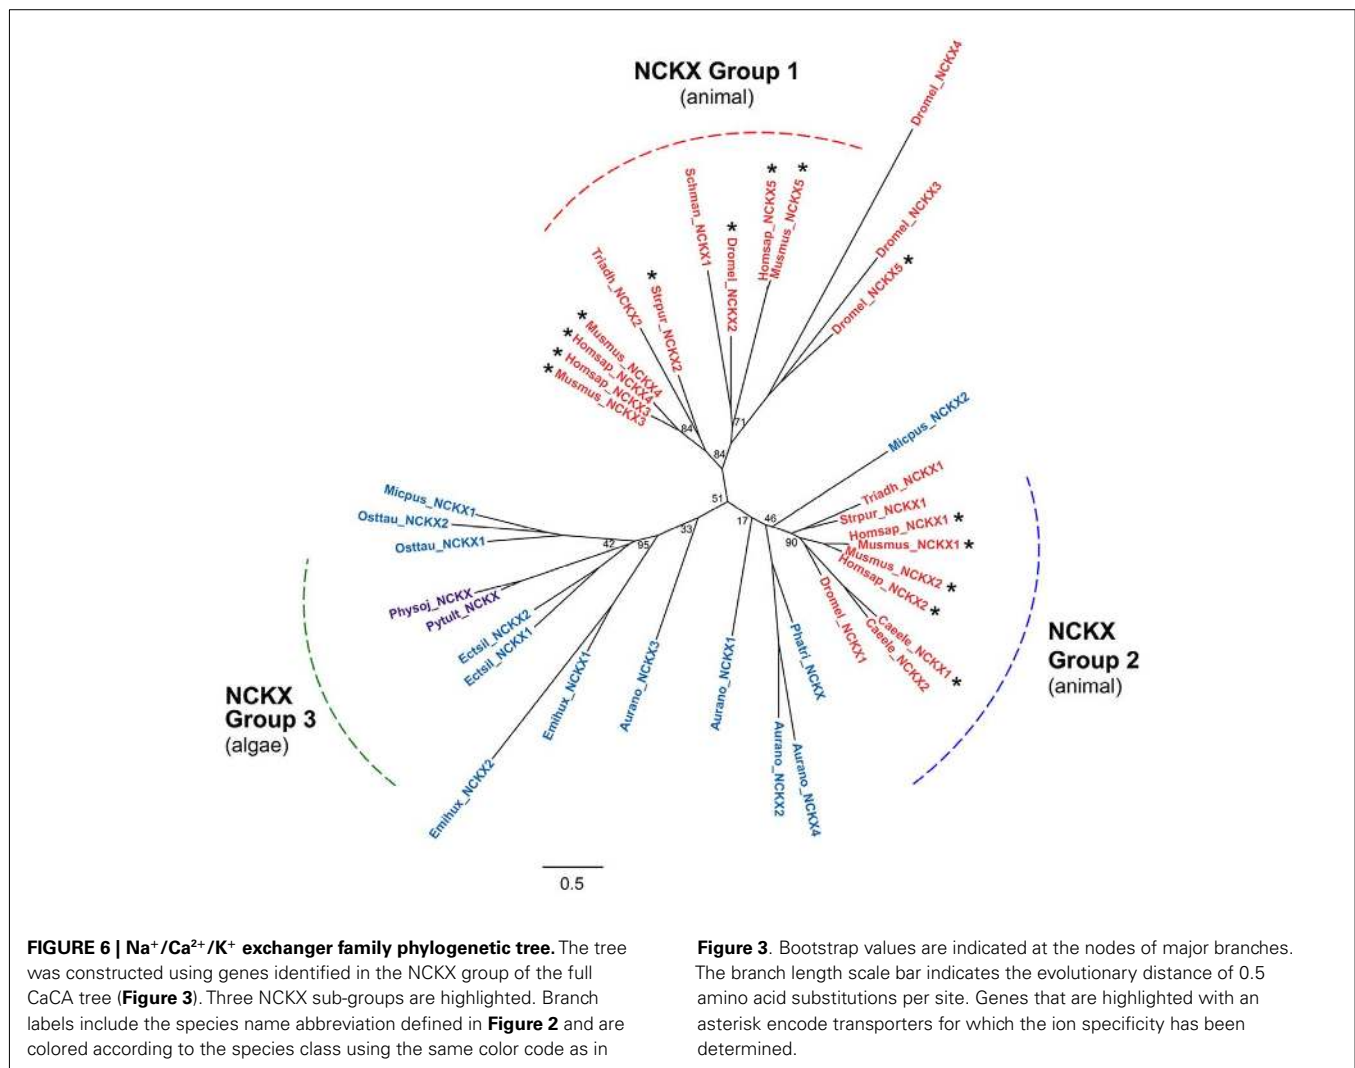 NCKX Group 1
(animal)
Dromel_NCKX4
Dromel_NCKX3
Dromel_NCKX5 *
Schman_NCKX1
* Dromel_NCKX2
Homsap_NCKX5 *
Musmus_NCKX5 *
Triadh_NCKX2
* Strpur_NCKX2
* Musmus_NCKX4
* Homsap_NCKX4
* Homsap_NCKX3
* Musmus_NCKX3
84
71
84
51
17
46
90
33
95
42
Micpus_NCKX2
Triadh_NCKX1
Strpur_NCKX1
Homsap_NCKX1 *
Musmus_NCKX1 *
Musmus_NCKX2 *
Homsap_NCKX2 *
Caeele_NCKX1 *
Caeele_NCKX2
Dromel_NCKX1
NCKX
Group 2
(animal)
Phatri_NCKX
Aurano_NCKX4
Aurano_NCKX2
Aurano_NCKX1
Aurano_NCKX3
Emihux_NCKX1
Emihux_NCKX2
Ectsil_NCKX1
Ectsil_NCKX2
Pytult_NCKX
Physoj_NCKX
Osttau_NCKX1
Osttau_NCKX2
Micpus_NCKX1
NCKX
Group 3
(algae)
0.5
FIGURE 6 | Na⁺/Ca²⁺/K⁺ exchanger family phylogenetic tree. The tree
was constructed using genes identified in the NCKX group of the full
CaCA tree (Figure 3). Three NCKX sub-groups are highlighted. Branch
labels include the species name abbreviation defined in Figure 2 and are
colored according to the species class using the same color code as in
Figure 3. Bootstrap values are indicated at the nodes of major branches.
The branch length scale bar indicates the evolutionary distance of 0.5
amino acid substitutions per site. Genes that are highlighted with an
asterisk encode transporters for which the ion specificity has been
determined.